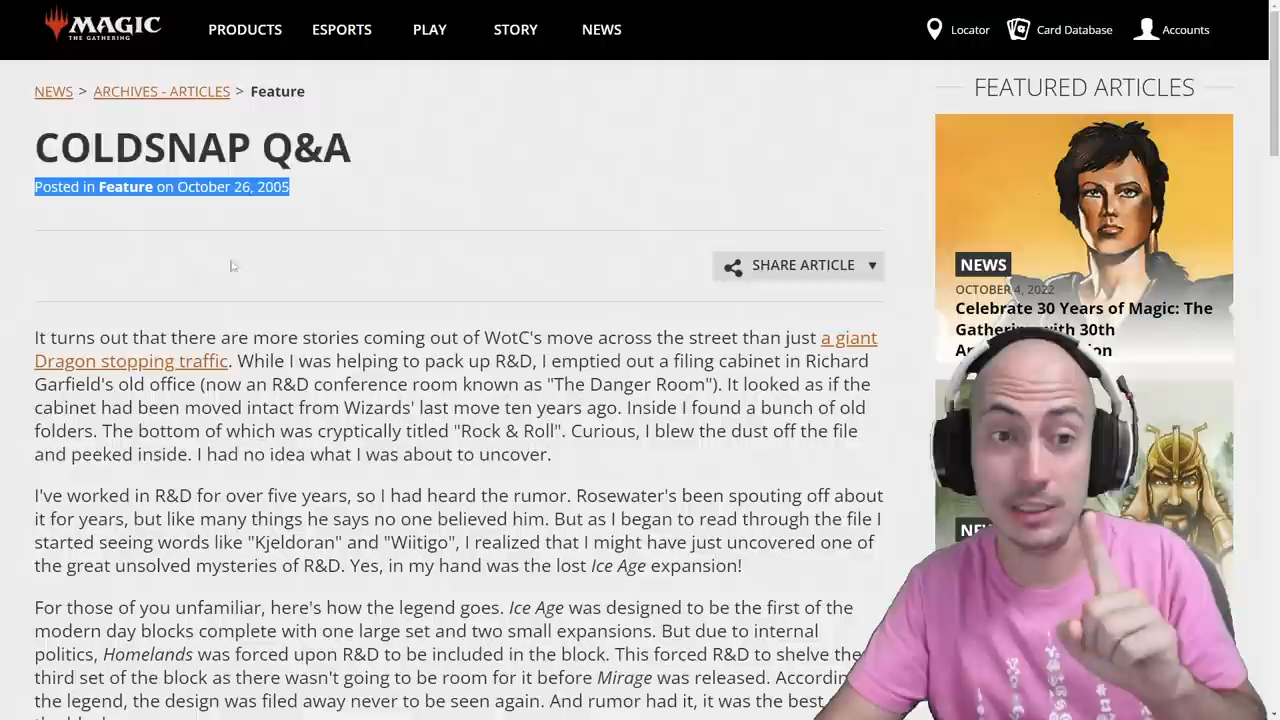 MAGIC
THE GATHERING
PRODUCTS ESPORTS PLAY STORY NEWS
Locator Card Database Accounts
NEWS > ARCHIVES - ARTICLES > Feature
COLDSNAP Q&A
Posted in Feature on October 26, 2005
SHARE ARTICLE
It turns out that there are more stories coming out of WotC's move across the street than just a giant
Dragon stopping traffic. While I was helping to pack up R&D, I emptied out a filing cabinet in Richard
Garfield's old office (now an R&D conference room known as "The Danger Room"). It looked as if the
cabinet had been moved intact from Wizards' last move ten years ago. Inside I found a bunch of old
folders. The bottom of which was cryptically titled "Rock & Roll". Curious, I blew the dust off the file
and peeked inside. I had no idea what I was about to uncover.
I've worked in R&D for over five years, so I had heard the rumor. Rosewater's been spouting off about
it for years, but like many things he says no one believed him. But as I began to read through the file I
started seeing words like "Kjeldoran" and "Wiitigo", I realized that I might have just uncovered one of
the great unsolved mysteries of R&D. Yes, in my hand was the lost Ice Age expansion!
For those of you unfamiliar, here's how the legend goes. Ice Age was designed to be the first of the
modern day blocks complete with one large set and two small expansions. But due to internal
politics, Homelands was forced upon R&D to be included in the block. This forced R&D to shelve the
third set of the block as there wasn't going to be room for it before Mirage was released.
the legend, the design was filed away never to be seen again. And rumor had it, it was the best
FEATURED ARTICLES
NEWS
OCTOBER 4, 2022
Celebrate 30 Years of Magic: The
with 30th